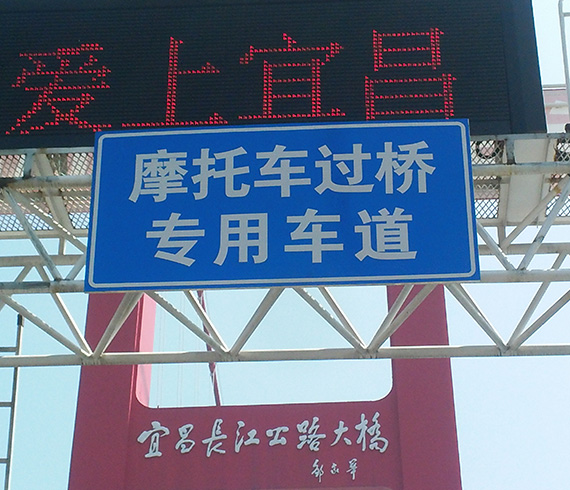 爱上宜昌
摩托车过桥
专用车道
宜昌長江公路大橋